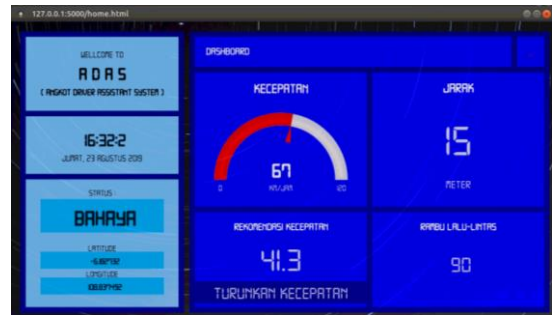 127.0.0.1:5000/home.html
WELLCOME TO
ADAS
( ANGKOT DRIVER ASSISTANT SYSTEM )
16:32:2
JUMAT, 23 AGUSTUS 2019
STATUS :
BAHAYA
LATITUDE
LONGITUDE
DASHBOARD
KECEPATAN
67
0
KM/JAM
120
JARAK
15
METER
REKOMENDASI KECEPATAN
41.3
TURUNKAN KECEPATAN
RAMBU LALU-LINTAS
90